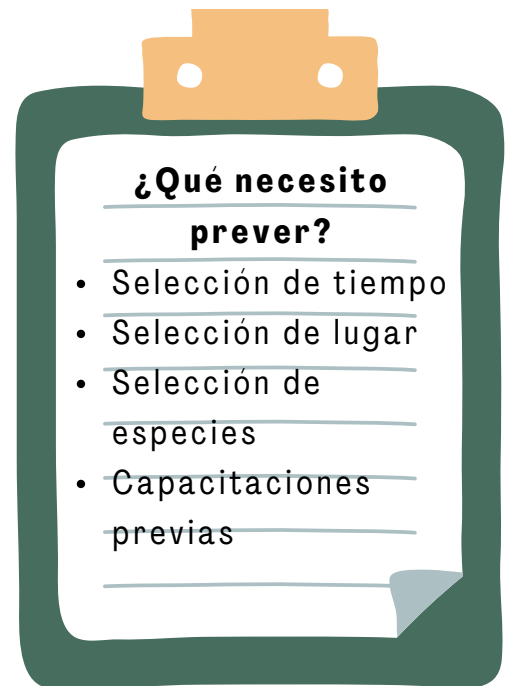 ¿Qué necesito
prever?
• Selección de tiempo
• Selección de lugar
• Selección de
especies
• Capacitaciones
previas